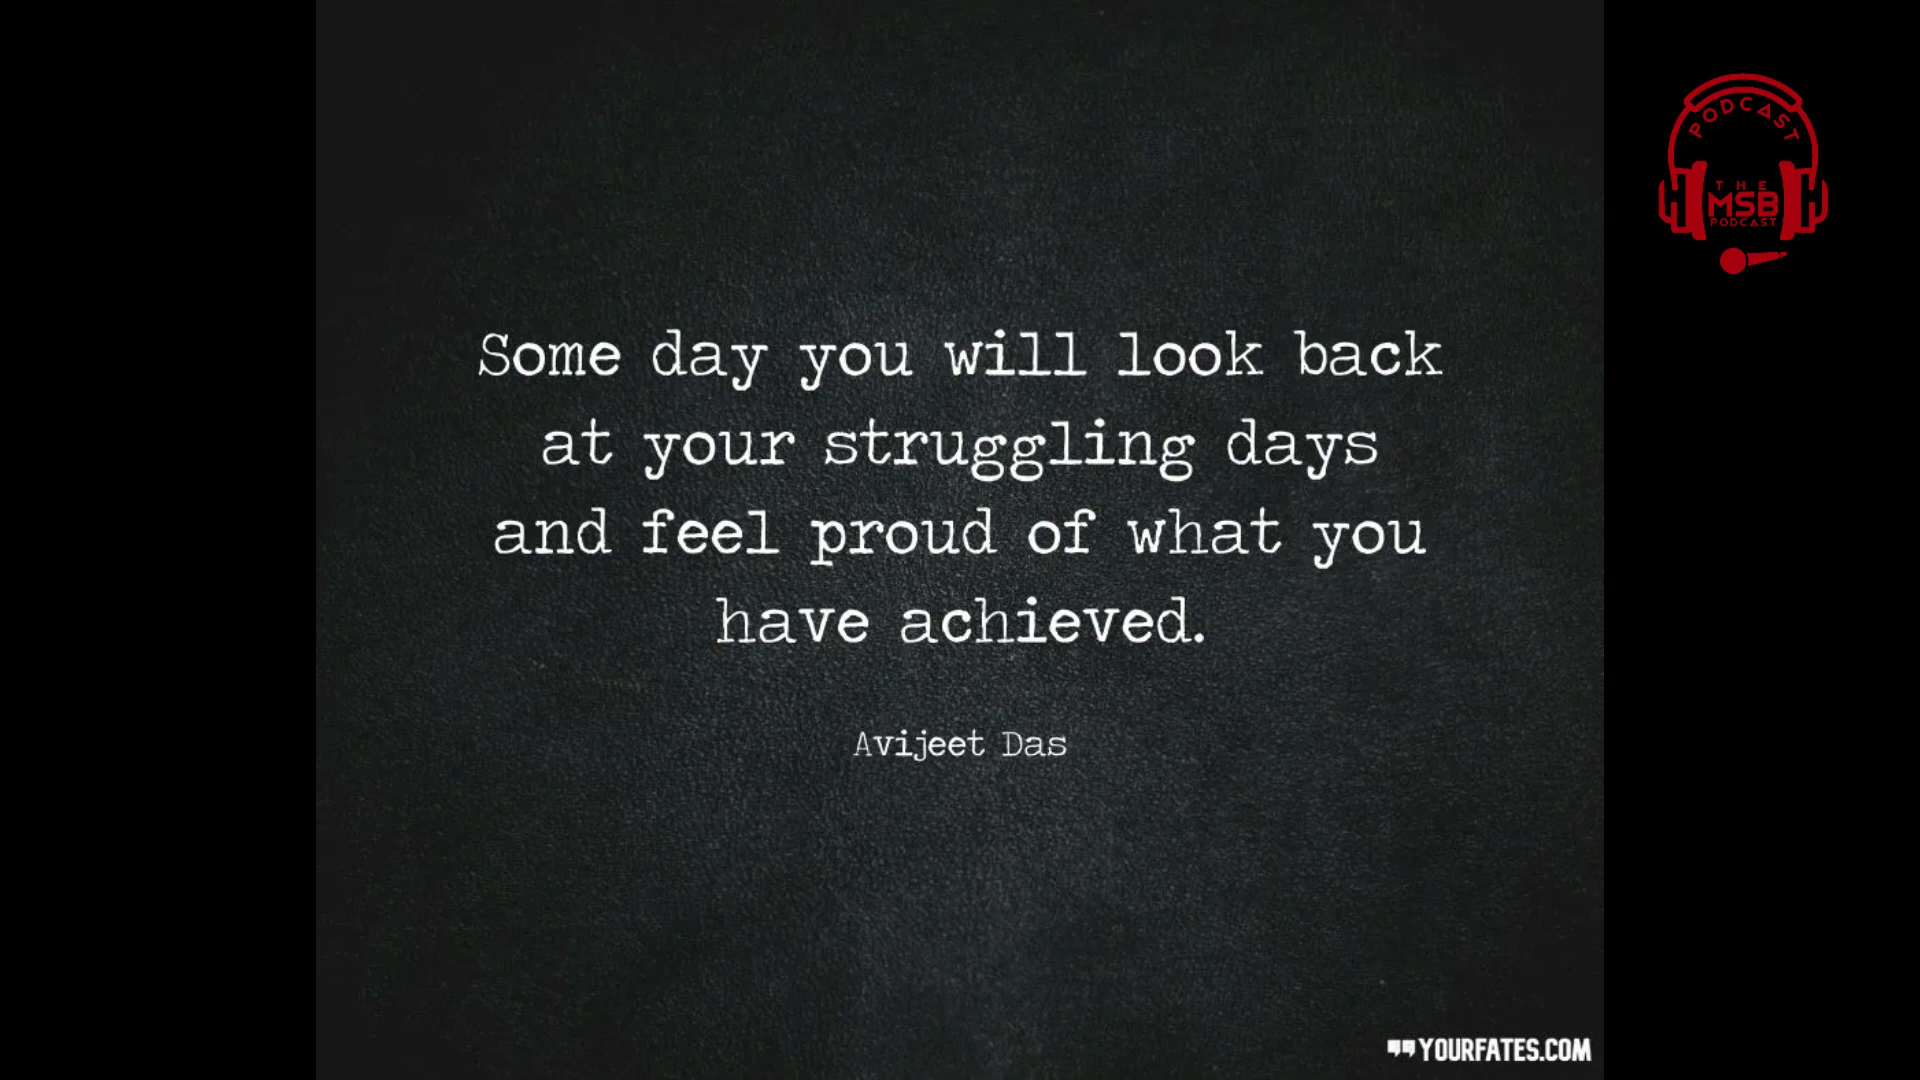 PODCAST
THE
MSB
PODCAST
Some day you will look back
at your struggling days
and feel proud of what you
have achieved.
Avijeet Das
YOURFATES.COM